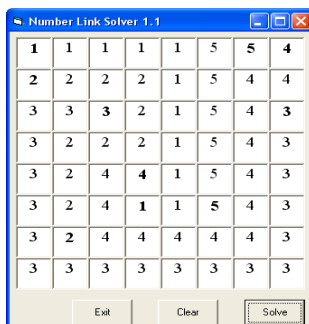 Number Link Solver 1.1
1 1 1 1 1 5 5 4
2 2 2 2 1 5 4 4
3 3 3 2 1 5 4 3
3 2 2 2 1 5 4 3
3 2 4 4 1 5 4 3
3 2 4 1 1 5 4 3
3 2 4 4 4 4 4 3
3 3 3 3 3 3 3 3
Exit Clear Solve